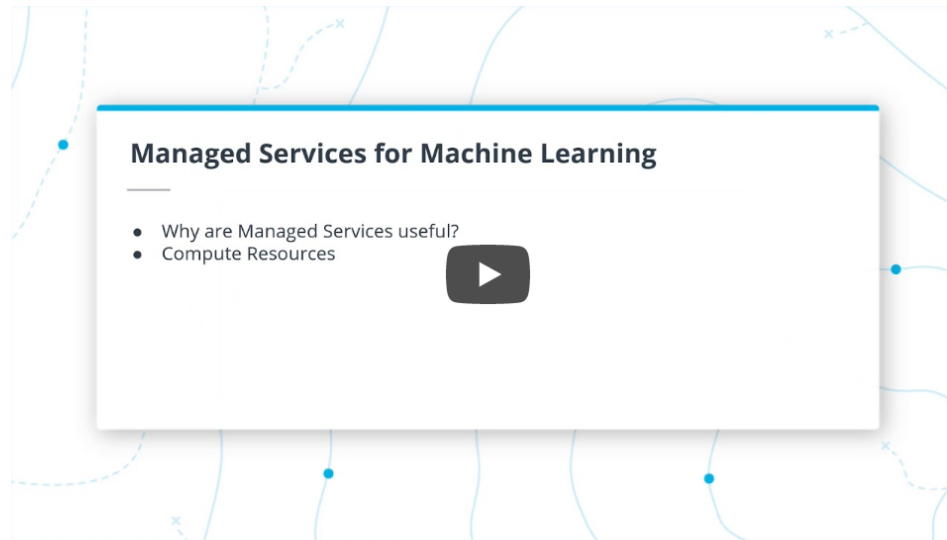 Managed Services for Machine Learning
● Why are Managed Services useful?
● Compute Resources